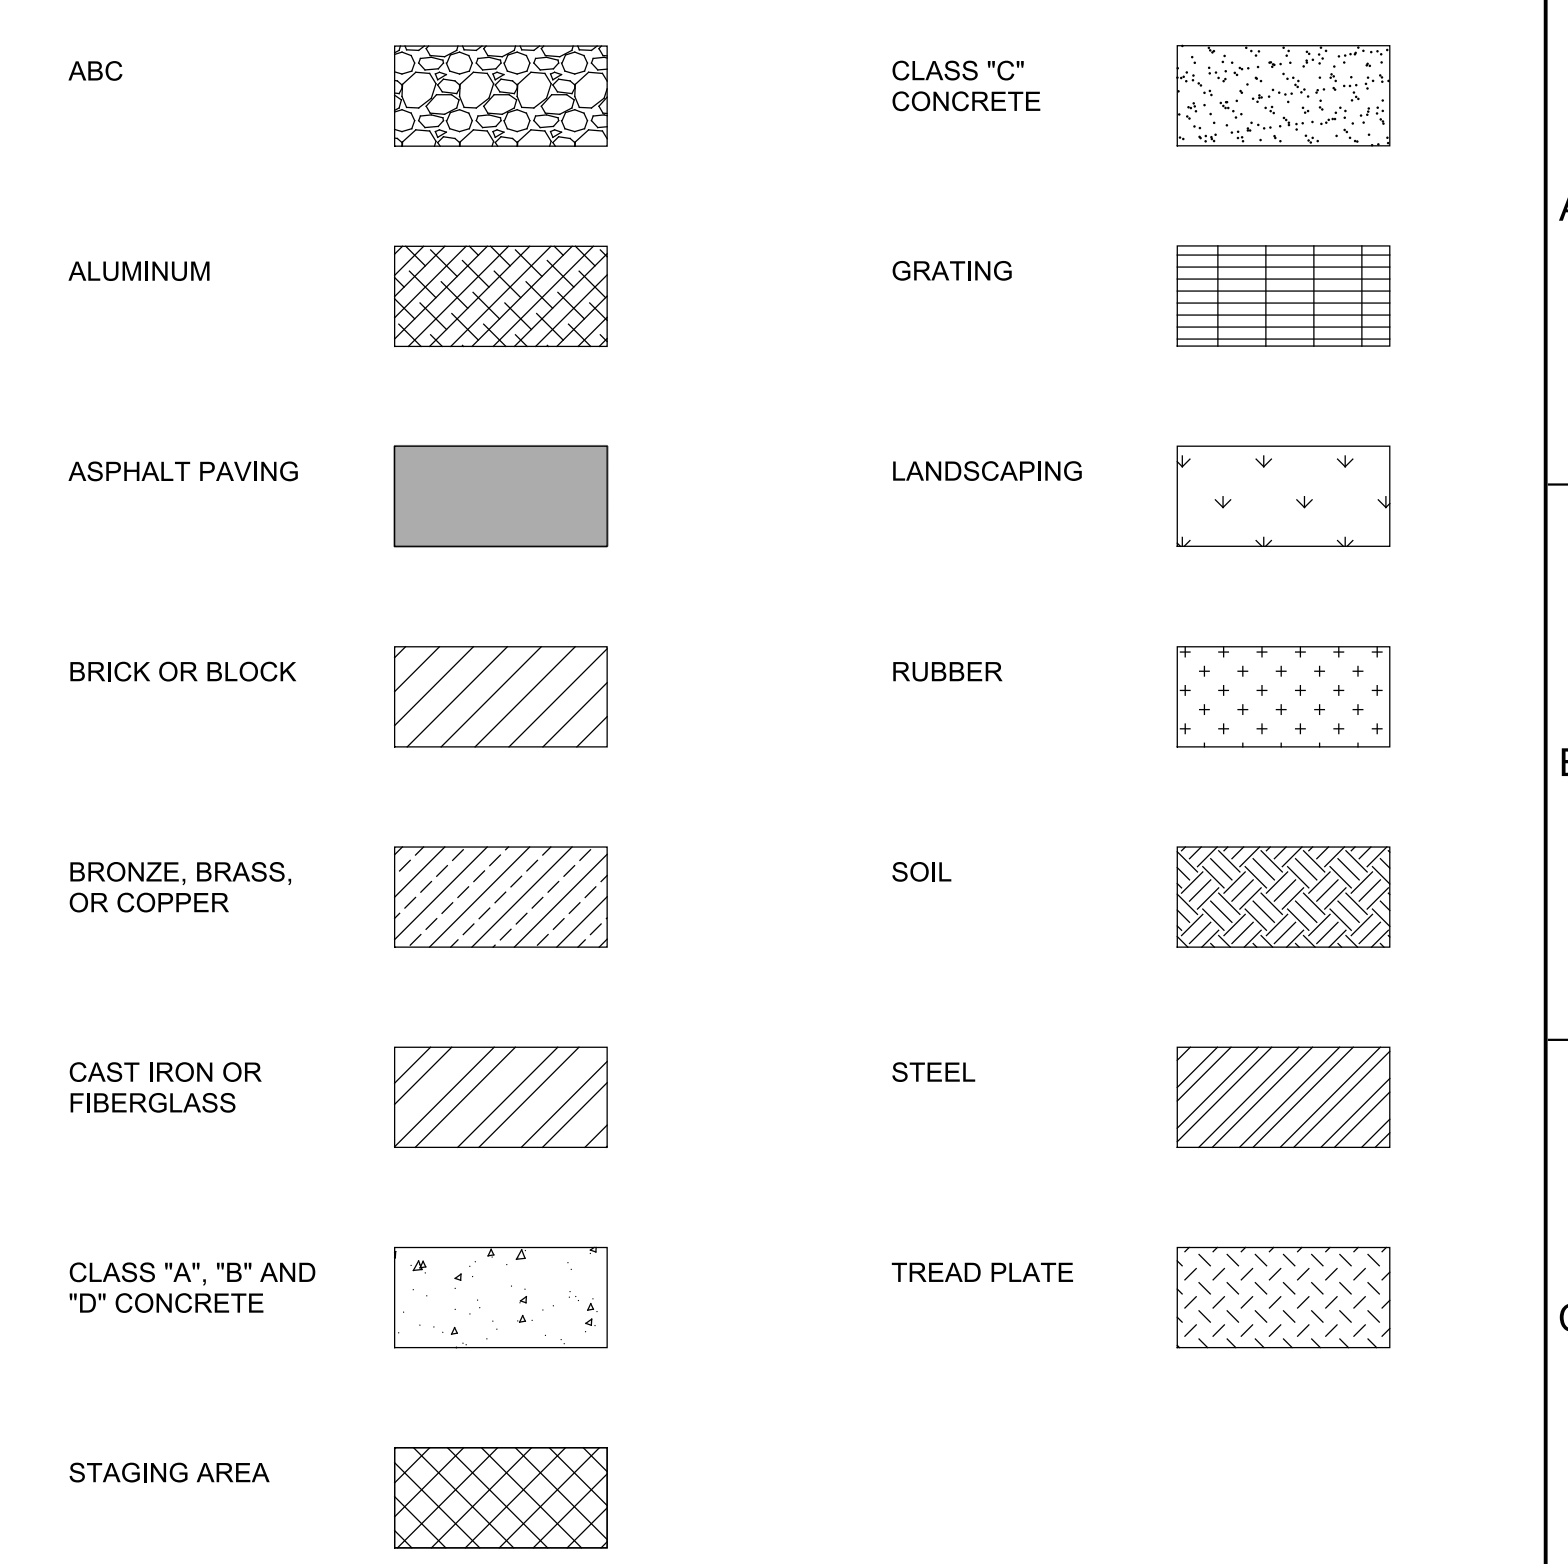 ABC
ALUMINUM
ASPHALT PAVING
BRICK OR BLOCK
BRONZE, BRASS,
OR COPPER
CAST IRON OR
FIBERGLASS
CLASS "A", "B" AND
"D" CONCRETE
STAGING AREA
CLASS "C"
CONCRETE
GRATING
LANDSCAPING
RUBBER
SOIL
STEEL
TREAD PLATE